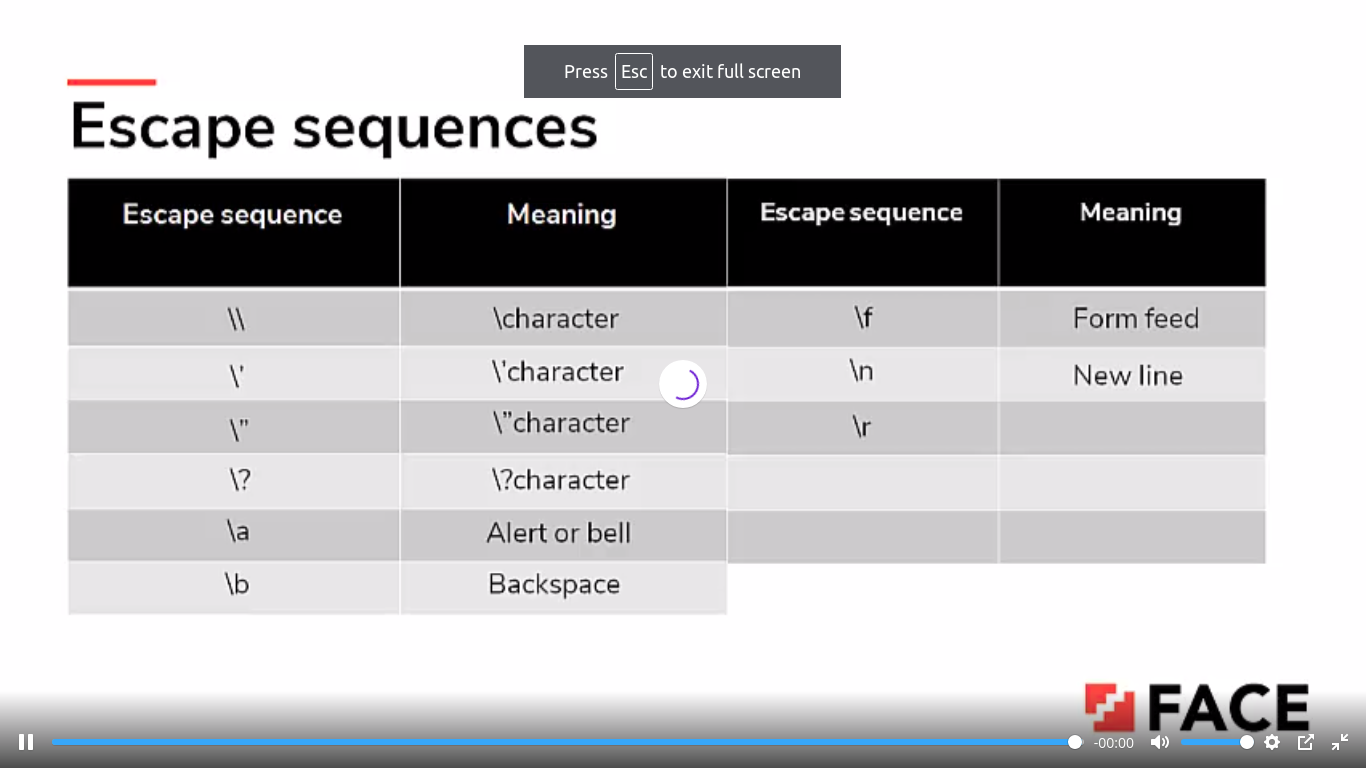 Press Esc to exit full screen
Escape sequences
Escape sequence Meaning Escape sequence Meaning
\\ \character \f Form feed
\' \'character \n New line
\” \”character \r
\? \?character
\a Alert or bell
\b Backspace
FACE
-00:00